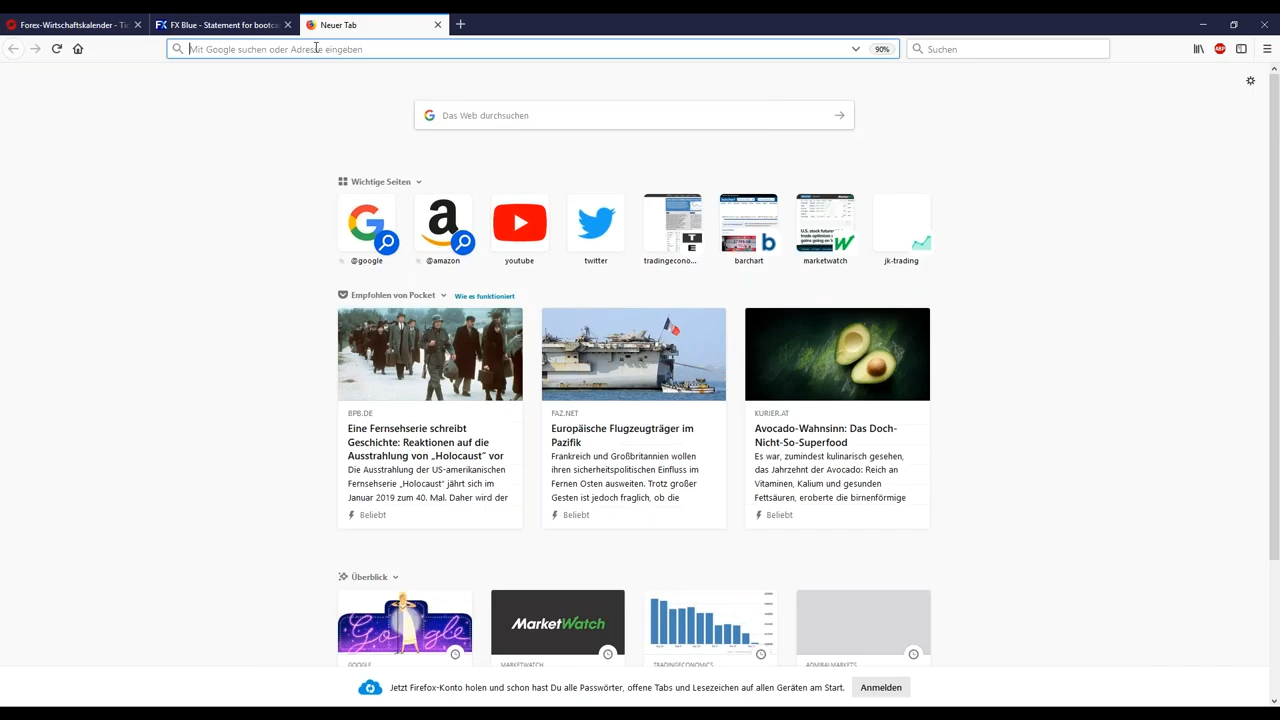 Forex-Wirtschaftskalender - Tic
FX Blue - Statement for bootca
Neuer Tab
Mit Google suchen oder Adresse eingeben
90%
Suchen
ABP
Das Web durchsuchen
Wichtige Seiten
@google
@amazon
youtube
twitter
tradingecono...
barchart
marketwatch
jk-trading
Empfohlen von Pocket
Wie es funktioniert
BPB.DE
Eine Fernsehserie schreibt
Geschichte: Reaktionen auf die
Ausstrahlung von „Holocaust“ vor
Die Ausstrahlung der US-amerikanischen
Fernsehserie „Holocaust“ jährt sich im
Januar 2019 zum 40. Mal. Daher wird der
Beliebt
FAZ.NET
Europäische Flugzeugträger im
Pazifik
Frankreich und Großbritannien wollen
ihren sicherheitspolitischen Einfluss im
Fernen Osten ausweiten. Trotz großer
Gesten ist jedoch fraglich, ob die
Beliebt
KURIER.AT
Avocado-Wahnsinn: Das Doch-
Nicht-So-Superfood
Es war, zumindest kulinarisch gesehen,
das Jahrzehnt der Avocado: Reich an
Vitaminen, Kalium und gesunden
Fettsäuren, eroberte die birnenförmige
Beliebt
Überblick
Google
MarketWatch
GOOGLE
MARKETWATCH
TRADINGECONOMICS
ADMIRALMARKETS
Jetzt Firefox-Konto holen und schon hast Du alle Passwörter, offene Tabs und Lesezeichen auf allen Geräten am Start.
Anmelden